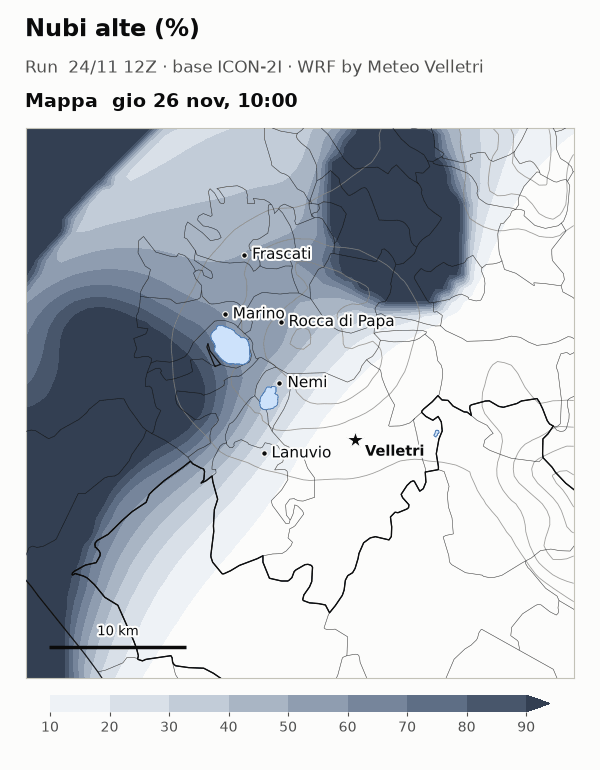 Nubi alte (%)
Run  24/11 12Z · base ICON-2I · WRF by Meteo Velletri
Mappa  gio 26 nov, 10:00
Frascati
Marino
Rocca di Papa
Nemi
Velletri
Lanuvio
10 km
10 20 30 40 50 60 70 80 90